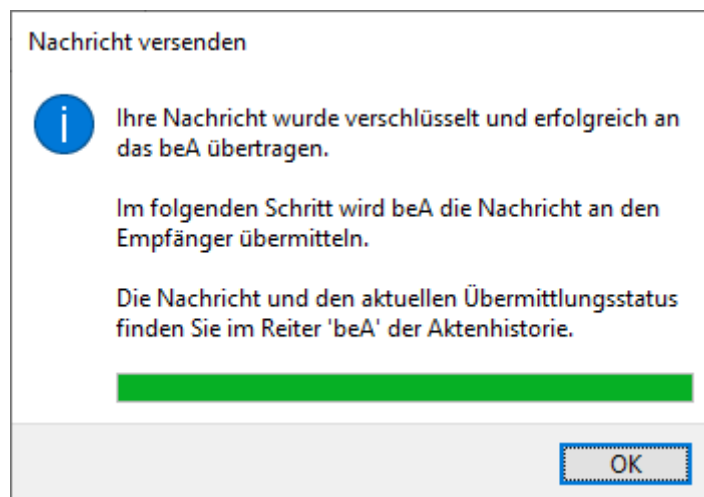 Nachricht versenden
Ihre Nachricht wurde verschlüsselt und erfolgreich an
das beA übertragen.
Im folgenden Schritt wird beA die Nachricht an den
Empfänger übermitteln.
Die Nachricht und den aktuellen Übermittlungsstatus
finden Sie im Reiter 'beA' der Aktenhistorie.
OK